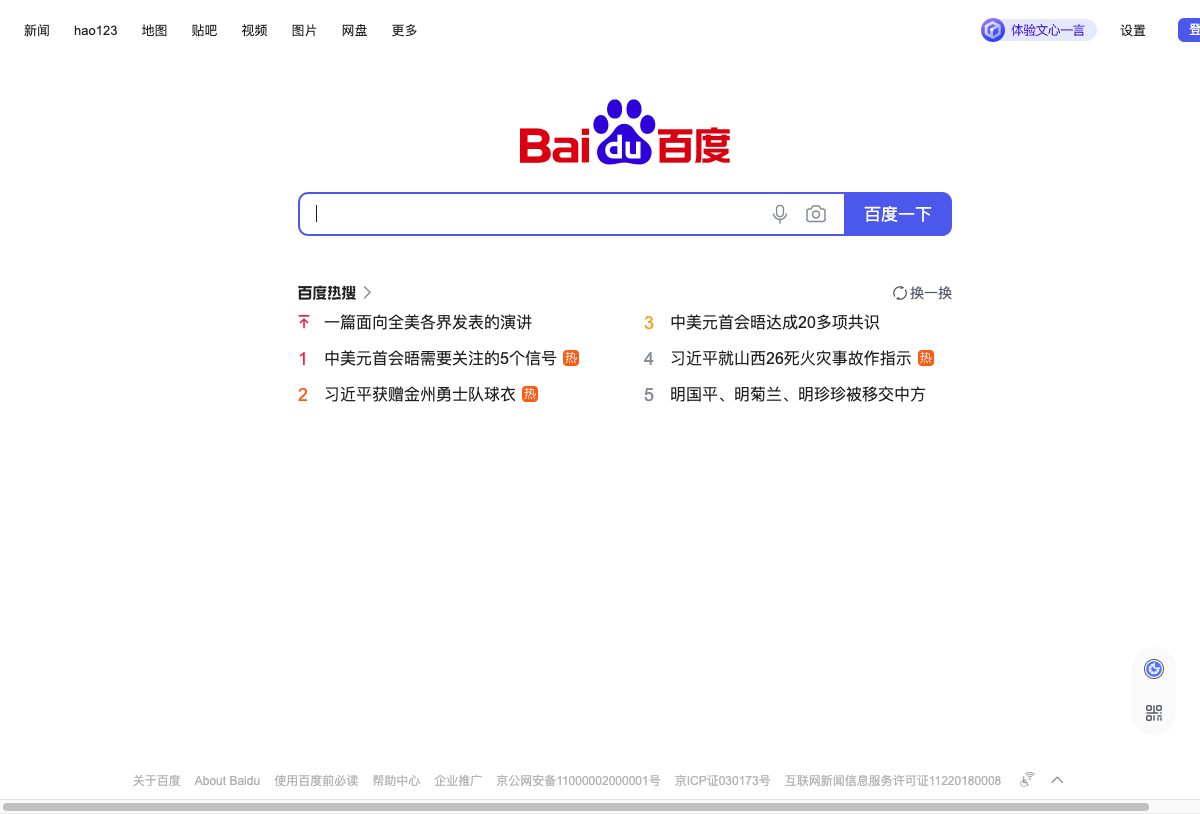 新闻 hao123 地图 贴吧 视频 图片 网盘 更多 体验文心一言 设置 登
Bai du 百度
百度一下
百度热搜 换一换
一篇面向全美各界发表的演讲
1 中美元首会晤需要关注的5个信号 热
2 习近平获赠金州勇士队球衣 热
3 中美元首会晤达成20多项共识
4 习近平就山西26死火灾事故作指示 热
5 明国平、明菊兰、明珍珍被移交中方
关于百度 About Baidu 使用百度前必读 帮助中心 企业推广 京公网安备11000002000001号 京ICP证030173号 互联网新闻信息服务许可证11220180008